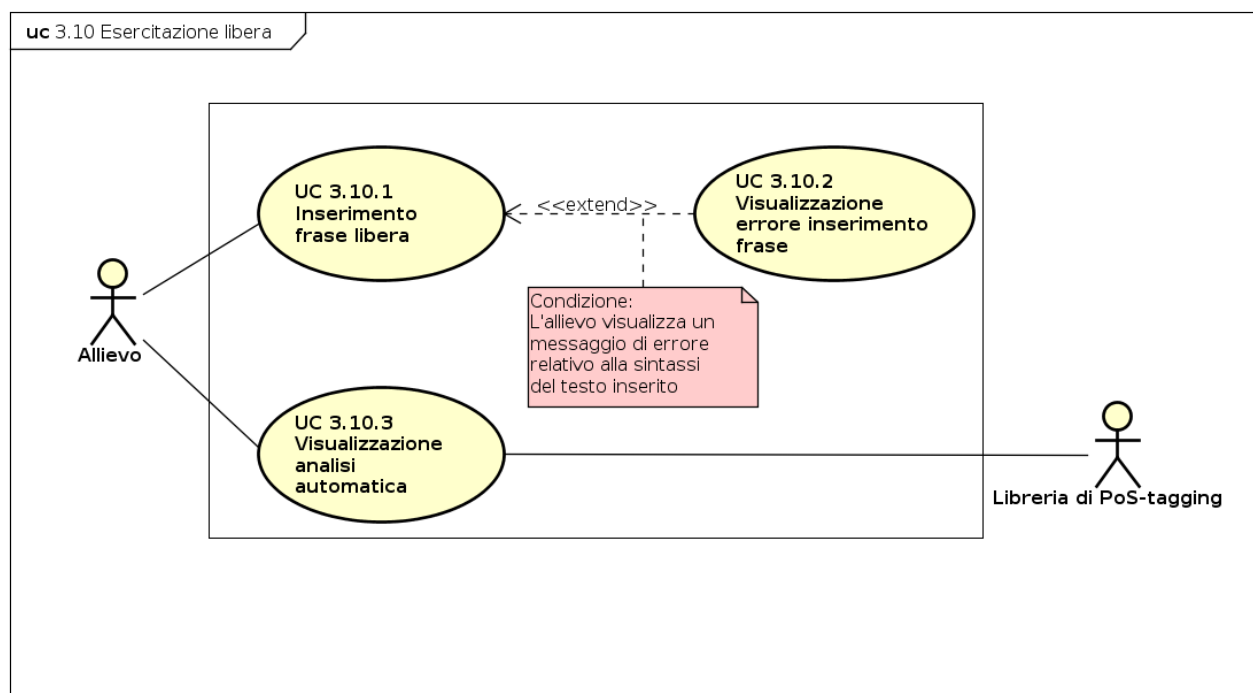 uc 3.10 Esercitazione libera
UC 3.10.1
Inserimento
frase libera
<<extend>>
UC 3.10.2
Visualizzazione
errore inserimento
frase
Condizione:
L'allievo visualizza un
messaggio di errore
relativo alla sintassi
del testo inserito
Allievo
UC 3.10.3
Visualizzazione
analisi
automatica
Libreria di PoS-tagging